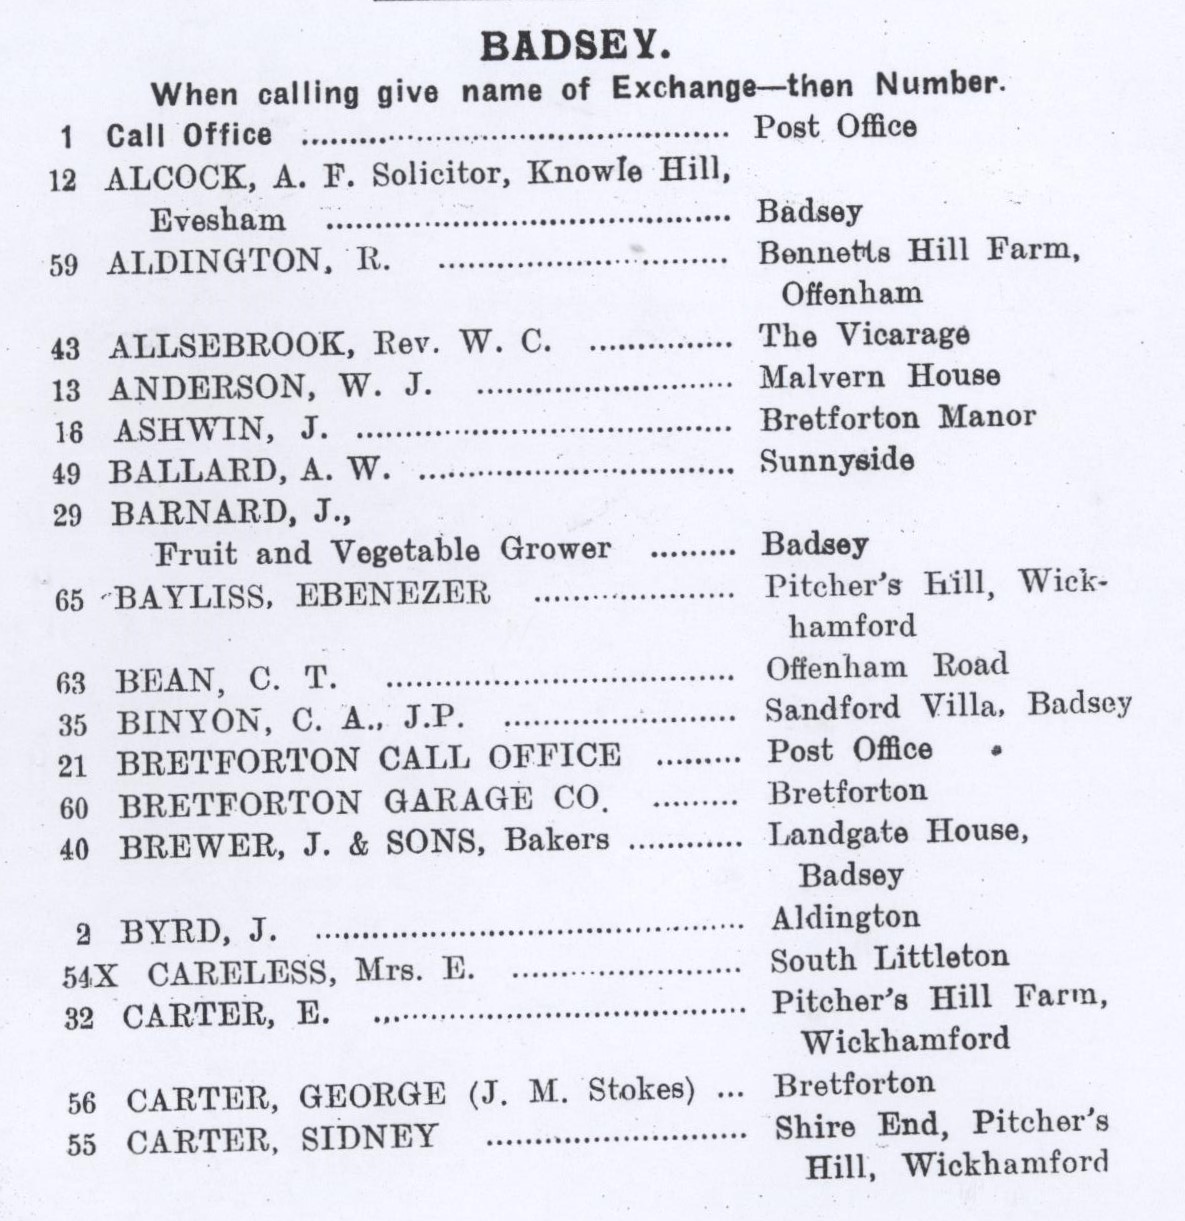 BADSEY.
When calling give name of Exchange—then Number.
1 Call Office .......................................... Post Office
12 ALCOCK, A. F. Solicitor, Knowle Hill,
Evesham ........................................ Badsey
59 ALDINGTON, R. ............................. Bennetts Hill Farm,
Offenham
43 ALLSEBROOK, Rev. W. C. ............... The Vicarage
13 ANDERSON, W. J. ........................... Malvern House
18 ASHWIN, J. ..................................... Bretforton Manor
49 BALLARD, A. W. ............................. Sunnyside
29 BARNARD, J.,
Fruit and Vegetable Grower ......... Badsey
65 BAYLISS, EBENEZER ..................... Pitcher's Hill, Wick-
hamford
63 BEAN, C. T. .................................... Offenham Road
35 BINYON, C. A., J.P. ........................ Sandford Villa, Badsey
21 BRETFORTON CALL OFFICE ......... Post Office
60 BRETFORTON GARAGE CO. ......... Bretforton
40 BREWER, J. & SONS, Bakers ............ Landgate House,
Badsey
2 BYRD, J. .......................................... Aldington
54X CARELESS, Mrs. E. ........................ South Littleton
32 CARTER, E. ..................................... Pitcher's Hill Farm,
Wickhamford
56 CARTER, GEORGE (J. M. Stokes) ... Bretforton
55 CARTER, SIDNEY ........................... Shire End, Pitcher's
Hill, Wickhamford